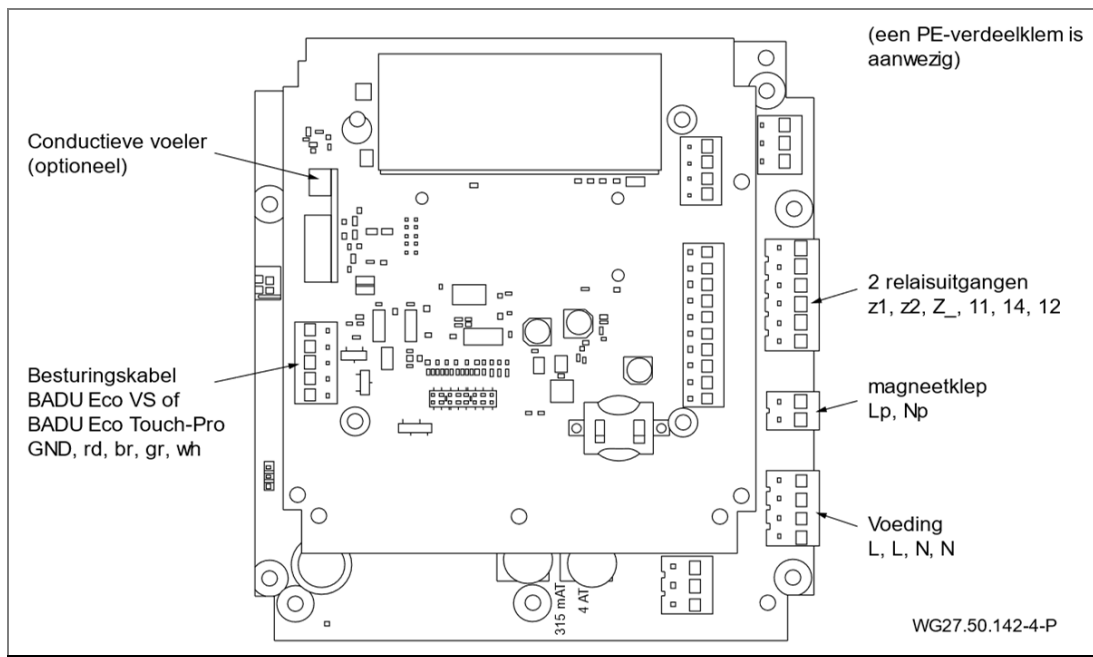 (een PE-verdeelklem is
aanwezig)
Conductieve voeler
(optioneel)
2 relaisuitgangen
z1, z2, Z_, 11, 14, 12
Besturingskabel
BADU Eco VS of
BADU Eco Touch-Pro
GND, rd, br, gr, wh
magneetklep
Lp, Np
Voeding
L, L, N, N
315 mAT
4 AT
WG27.50.142-4-P